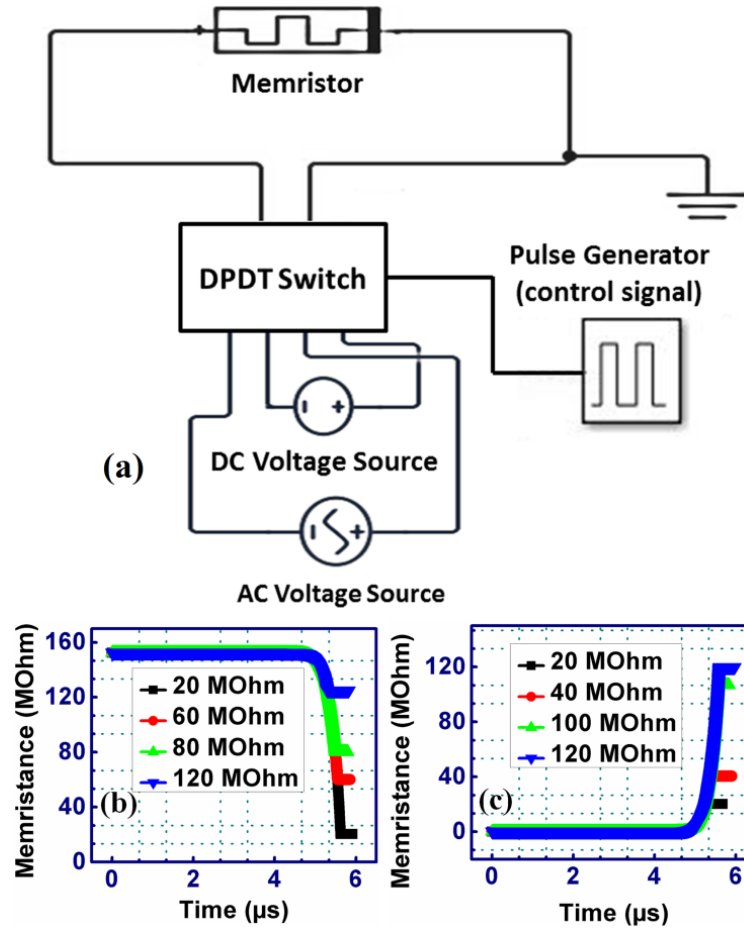 Memristor
DPDT Switch
Pulse Generator
(control signal)
(a)
DC Voltage Source
AC Voltage Source
Memristance (MOhm)
160
120
80
40
0
20 MOhm
60 MOhm
80 MOhm
120 MOhm
(b)
0 2 4 6
Time (µs)
Memristance (MOhm)
120
80
40
0
20 MOhm
40 MOhm
100 MOhm
120 MOhm
(c)
0 2 4 6
Time (µs)